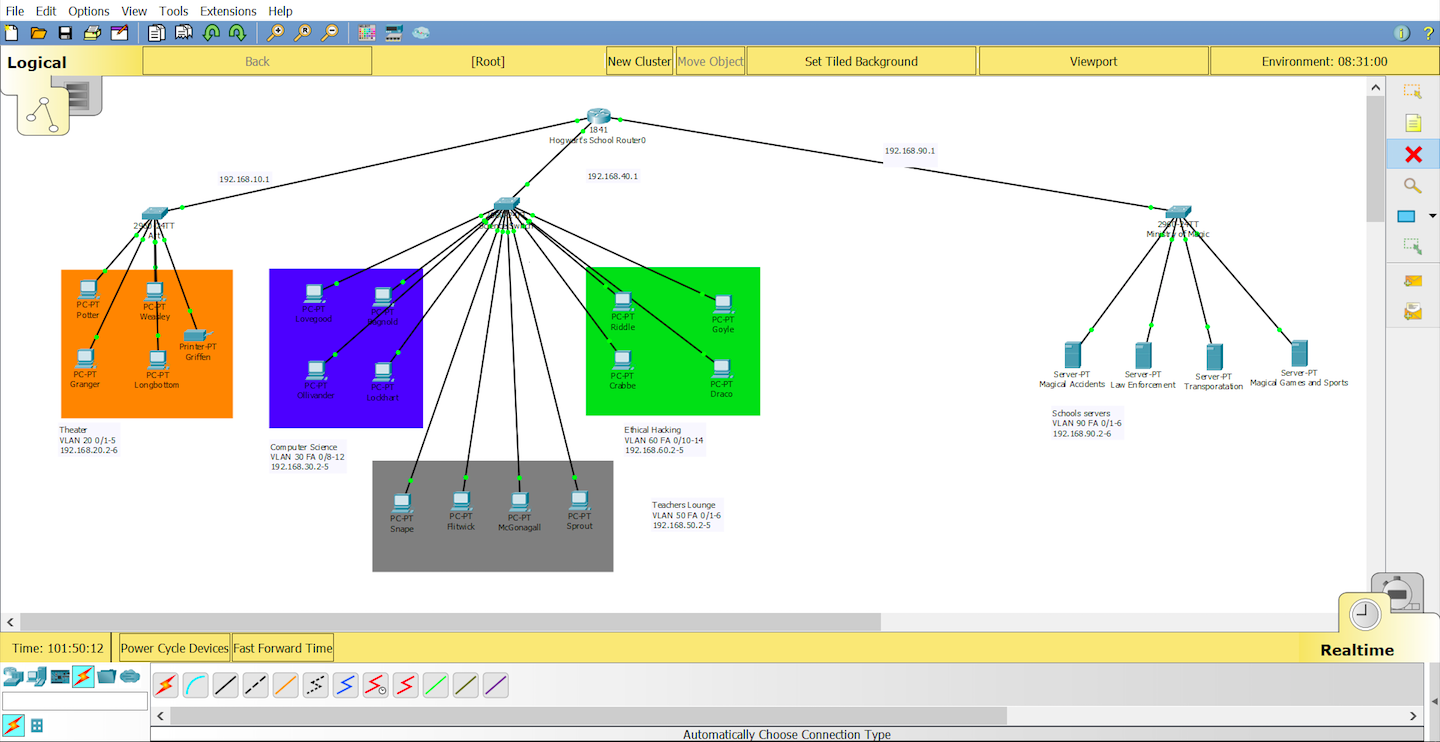 File Edit Options View Tools Extensions Help
Logical
Back
[Root]
New Cluster
Move Object
Set Tiled Background
Viewport
Environment: 08:31:00
1841
Hogwart's School Router0
192.168.10.1
192.168.40.1
192.168.90.1
2960-24TT
Art
2960-24TT
Ministry of Magic
PC-PT
Potter
PC-PT
Weasley
Printer-PT
Griffen
PC-PT
Granger
PC-PT
Longbottom
Theater
VLAN 20 0/1-5
192.168.20.2-6
PC-PT
Lovegood
PC-PT
Bagnold
PC-PT
Ollivander
PC-PT
Lockhart
Computer Science
VLAN 30 FA 0/8-12
192.168.30.2-5
PC-PT
Riddle
PC-PT
Goyle
PC-PT
Crabbe
PC-PT
Draco
Ethical Hacking
VLAN 60 FA 0/10-14
192.168.60.2-5
PC-PT
Snape
PC-PT
Flitwick
PC-PT
McGonagall
PC-PT
Sprout
Teachers Lounge
VLAN 50 FA 0/1-6
192.168.50.2-5
Server-PT
Magical Accidents
Server-PT
Law Enforcement
Server-PT
Transporatation
Server-PT
Magical Games and Sports
Schools servers
VLAN 90 FA 0/1-6
192.168.90.2-6
Time: 101:50:12
Power Cycle Devices
Fast Forward Time
Realtime
Automatically Choose Connection Type